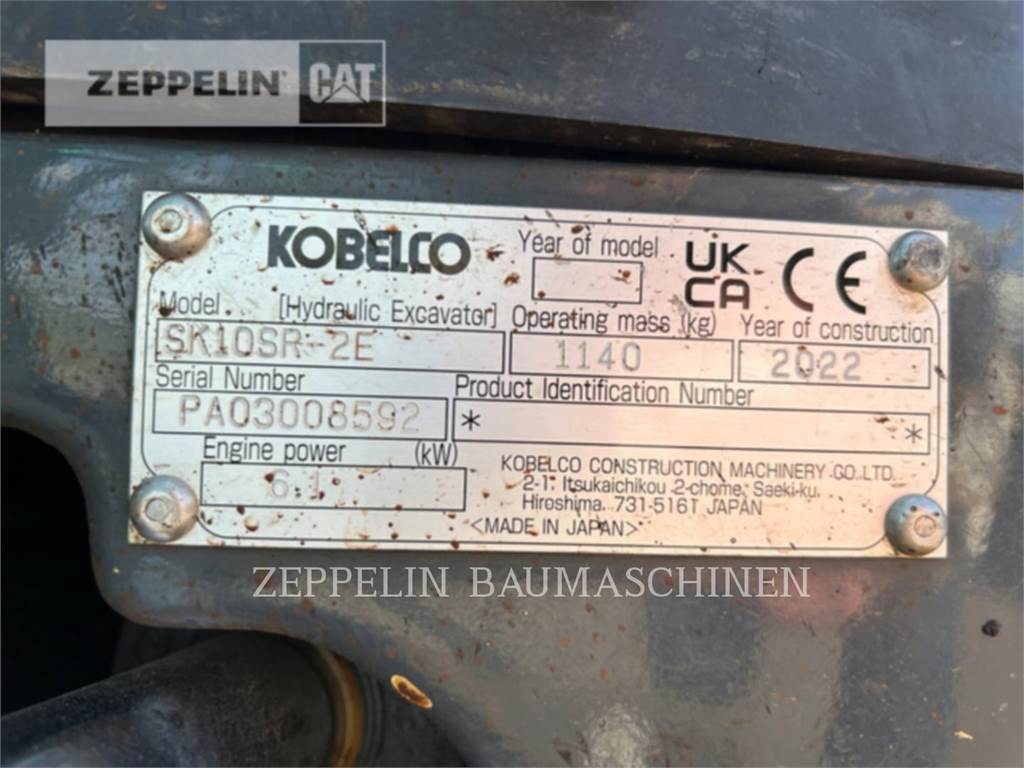 ZEPPELIN CAT
KOBELCO
Year of model
UK
CA CE
Model [Hydraulic Excavator] Operating mass (kg) Year of construction
SK10SR-2E 1140 2022
Serial Number Product Identification Number
PA03008592 * *
Engine power (kW)
KOBELCO CONSTRUCTION MACHINERY CO.,LTD.
2-1, Itsukaichikou 2-chome, Saeki-ku,
Hiroshima, 731-5161 JAPAN
<MADE IN JAPAN>
ZEPPELIN BAUMASCHINEN